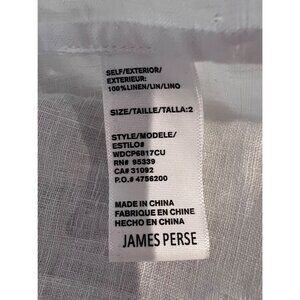 SELF/EXTERIOR/
EXTERIEUR:
100%LINEN/LIN/LINO
SIZE/TAILLE/TALLA:2
STYLE/MODELE/
ESTILO#
WDCP6817CU
RN# 95339
CA# 31092
P.O.# 4756200
MADE IN CHINA
FABRIQUE EN CHINE
HECHO EN CHINA
JAMES PERSE